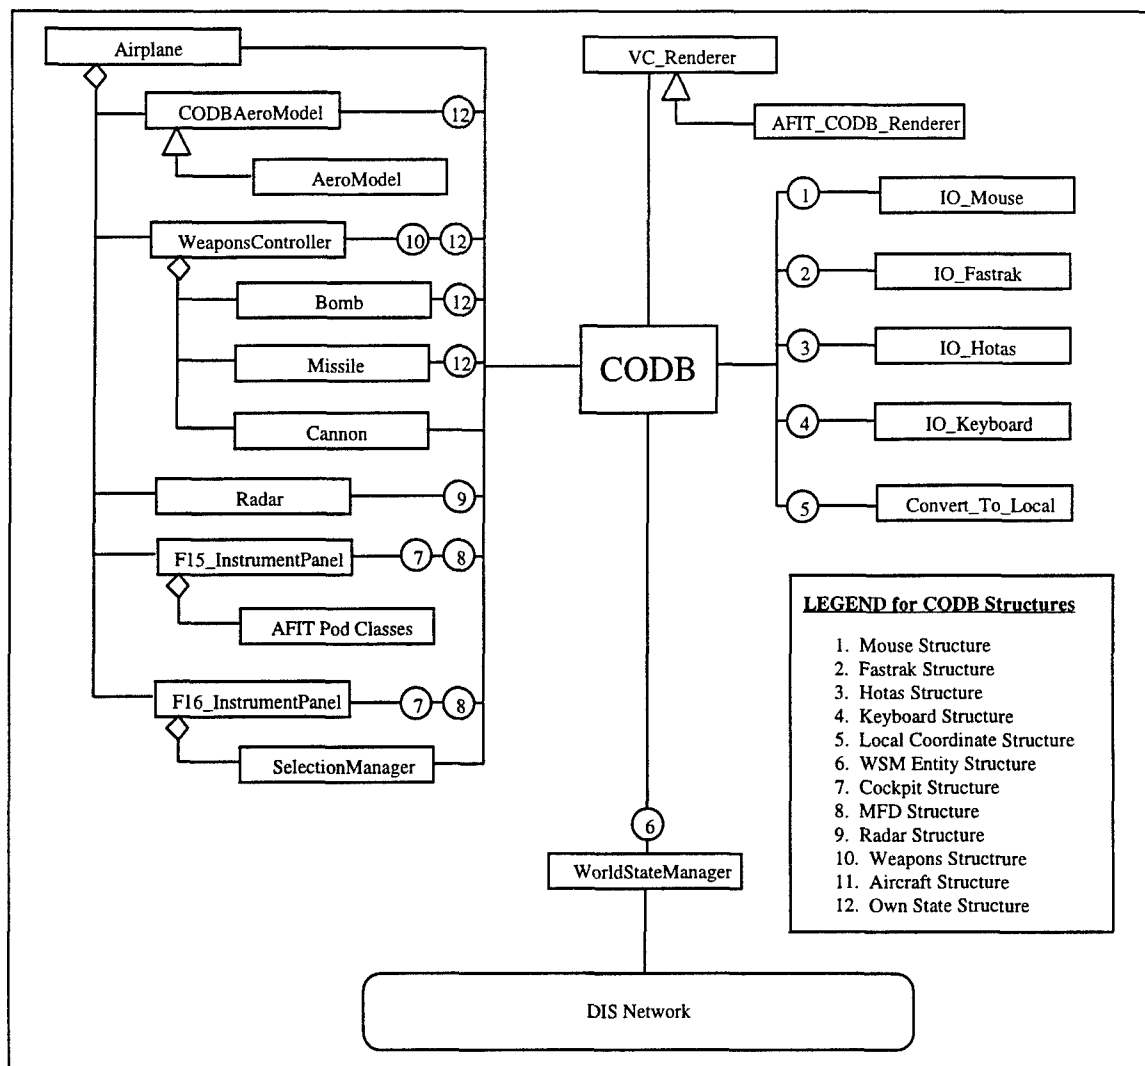 Airplane
CODBAeroModel
12
AeroModel
WeaponsController
10
12
Bomb
12
Missile
12
Cannon
Radar
9
F15_InstrumentPanel
7
8
AFIT Pod Classes
F16_InstrumentPanel
7
8
SelectionManager
VC_Renderer
AFIT_CODB_Renderer
CODB
1
IO_Mouse
2
IO_Fastrak
3
IO_Hotas
4
IO_Keyboard
5
Convert_To_Local
LEGEND for CODB Structures
1. Mouse Structure
2. Fastrak Structure
3. Hotas Structure
4. Keyboard Structure
5. Local Coordinate Structure
6. WSM Entity Structure
7. Cockpit Structure
8. MFD Structure
9. Radar Structure
10. Weapons Structrure
11. Aircraft Structure
12. Own State Structure
6
WorldStateManager
DIS Network